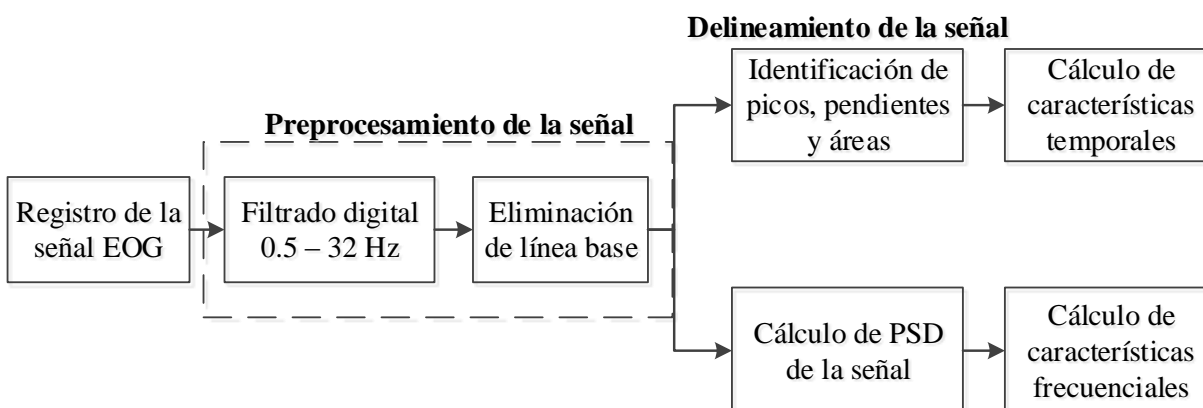 Delineamiento de la señal
Identificación de
picos, pendientes
y áreas
Cálculo de
características
temporales
Preprocesamiento de la señal
Registro de la
señal EOG
Filtrado digital
0.5 – 32 Hz
Eliminación
de línea base
Cálculo de PSD
de la señal
Cálculo de
características
frecuenciales